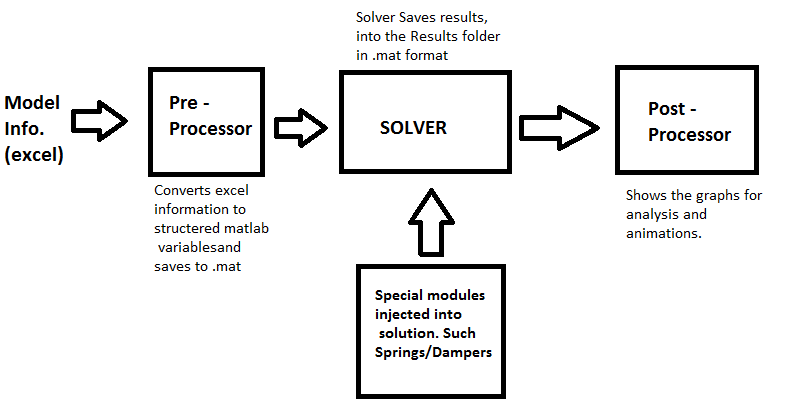 Model
Info.
(excel)
Pre -
Processor
Converts excel
information to
structered matlab
variablesand
saves to .mat
Solver Saves results,
into the Results folder
in .mat format
SOLVER
Special modules
injected into
solution. Such
Springs/Dampers
Post -
Processor
Shows the graphs for
analysis and
animations.